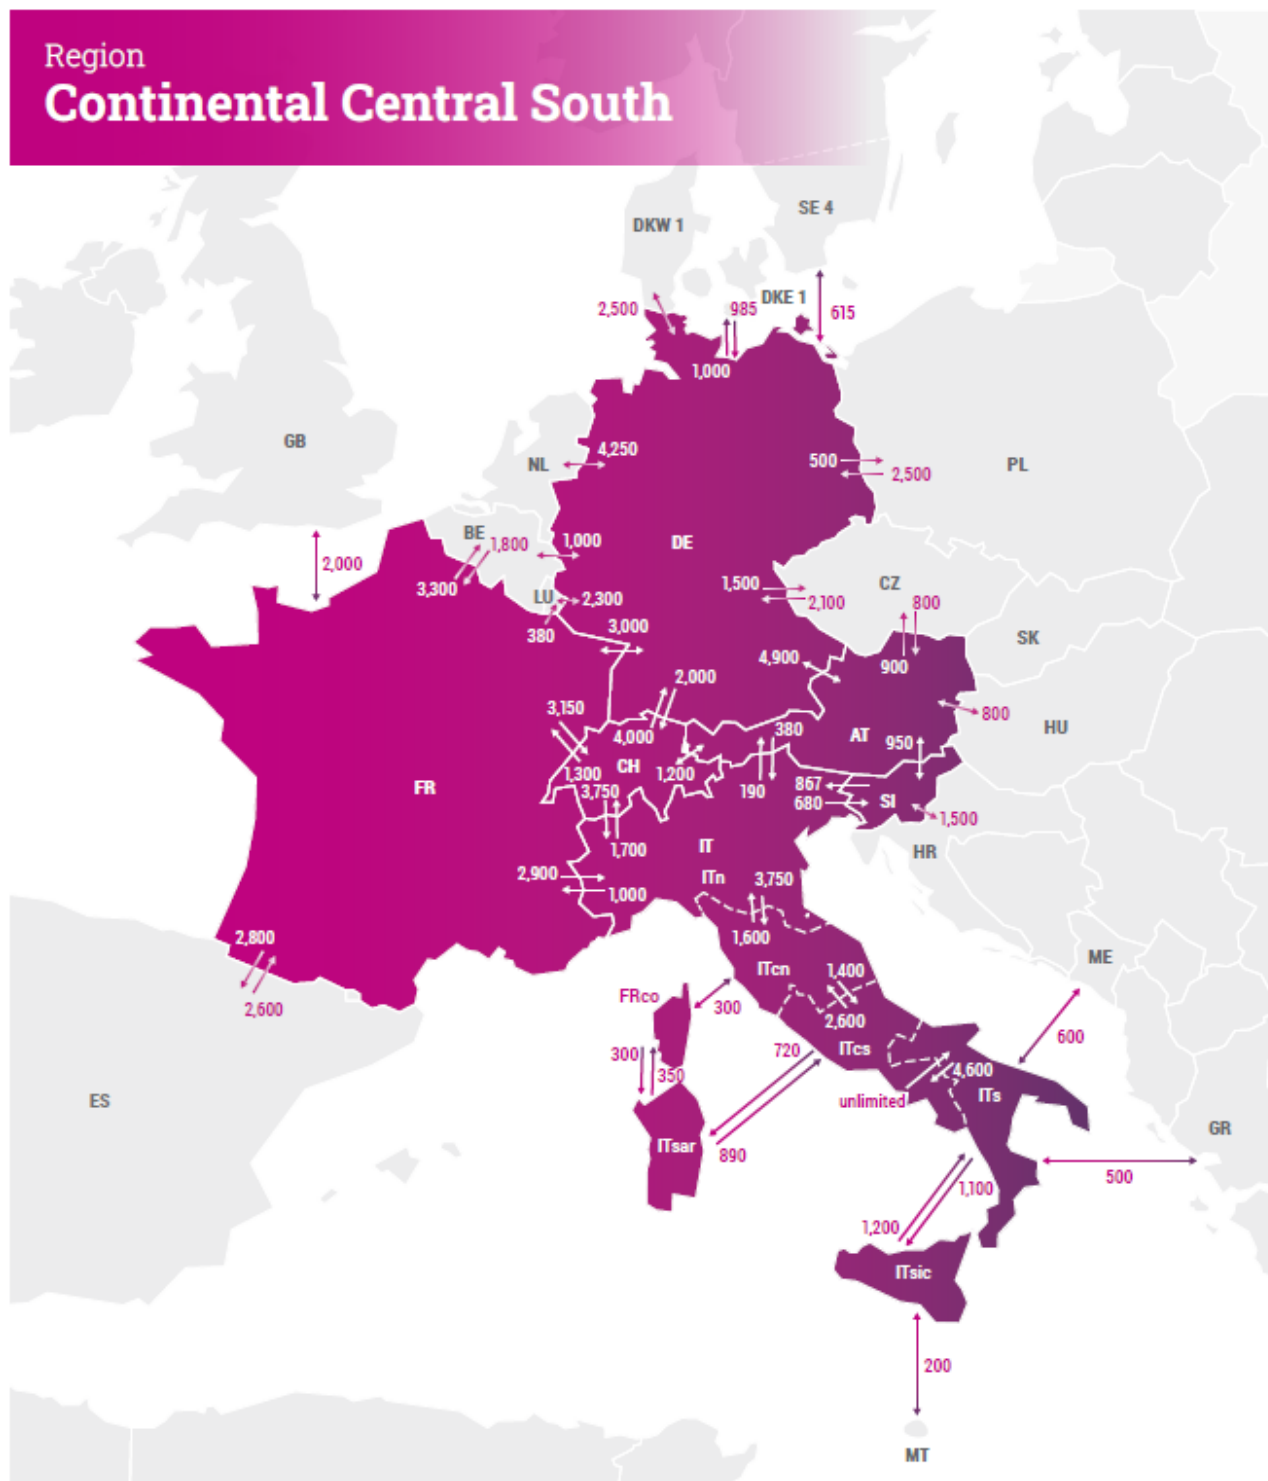 Region
Continental Central South
SE 4
DKW 1
DKE 1
2,500
985
615
1,000
GB
NL
4,250
500
2,500
PL
BE
1,800
1,000
DE
2,000
3,300
1,500
2,100
CZ
LU
2,300
800
380
3,000
SK
4,900
900
2,000
3,150
800
4,000
380
AT
950
HU
CH
1,300
1,200
FR
3,750
190
867
680
SI
1,500
1,700
IT
HR
2,900
ITn
3,750
1,000
2,800
1,600
ME
ITcn
1,400
FRco
2,600
300
2,600
600
300
720
ITcs
350
4,600
ES
unlimited
ITs
GR
ITsar
890
500
1,100
1,200
ITsic
200
MT